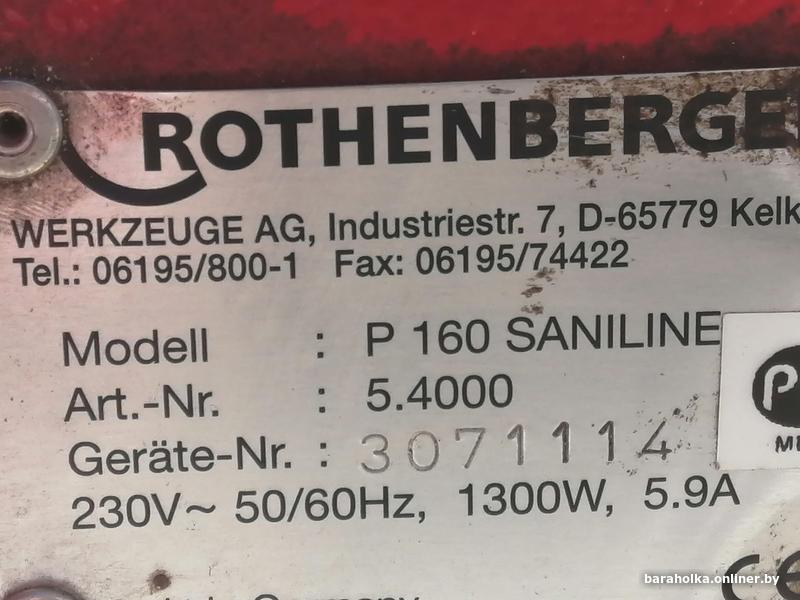 ROTHENBERGE
WERKZEUGE AG, Industriestr. 7, D-65779 Kelk
Tel.: 06195/800-1 Fax: 06195/74422
Modell : P 160 SANILINE
Art.-Nr. : 5.4000
Geräte-Nr. : 3071114
230V~ 50/60Hz, 1300W, 5.9A
CE
baraholka.onliner.by